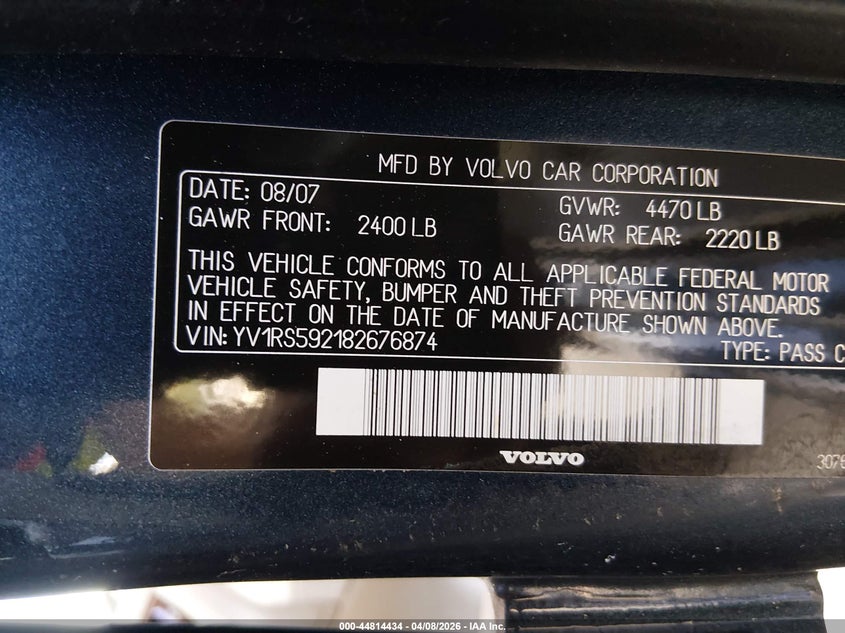 MFD BY VOLVO CAR CORPORATION
DATE: 08/07
GVWR: 4470 LB
GAWR FRONT: 2400 LB
GAWR REAR: 2220 LB
THIS VEHICLE CONFORMS TO ALL APPLICABLE FEDERAL MOTOR
VEHICLE SAFETY, BUMPER AND THEFT PREVENTION STANDARDS
IN EFFECT ON THE DATE OF MANUFACTURE SHOWN ABOVE.
VIN: YV1RS592182676874
TYPE: PASS C
VOLVO
3076
000-44814434 - 04/08/2026 - IAA Inc.